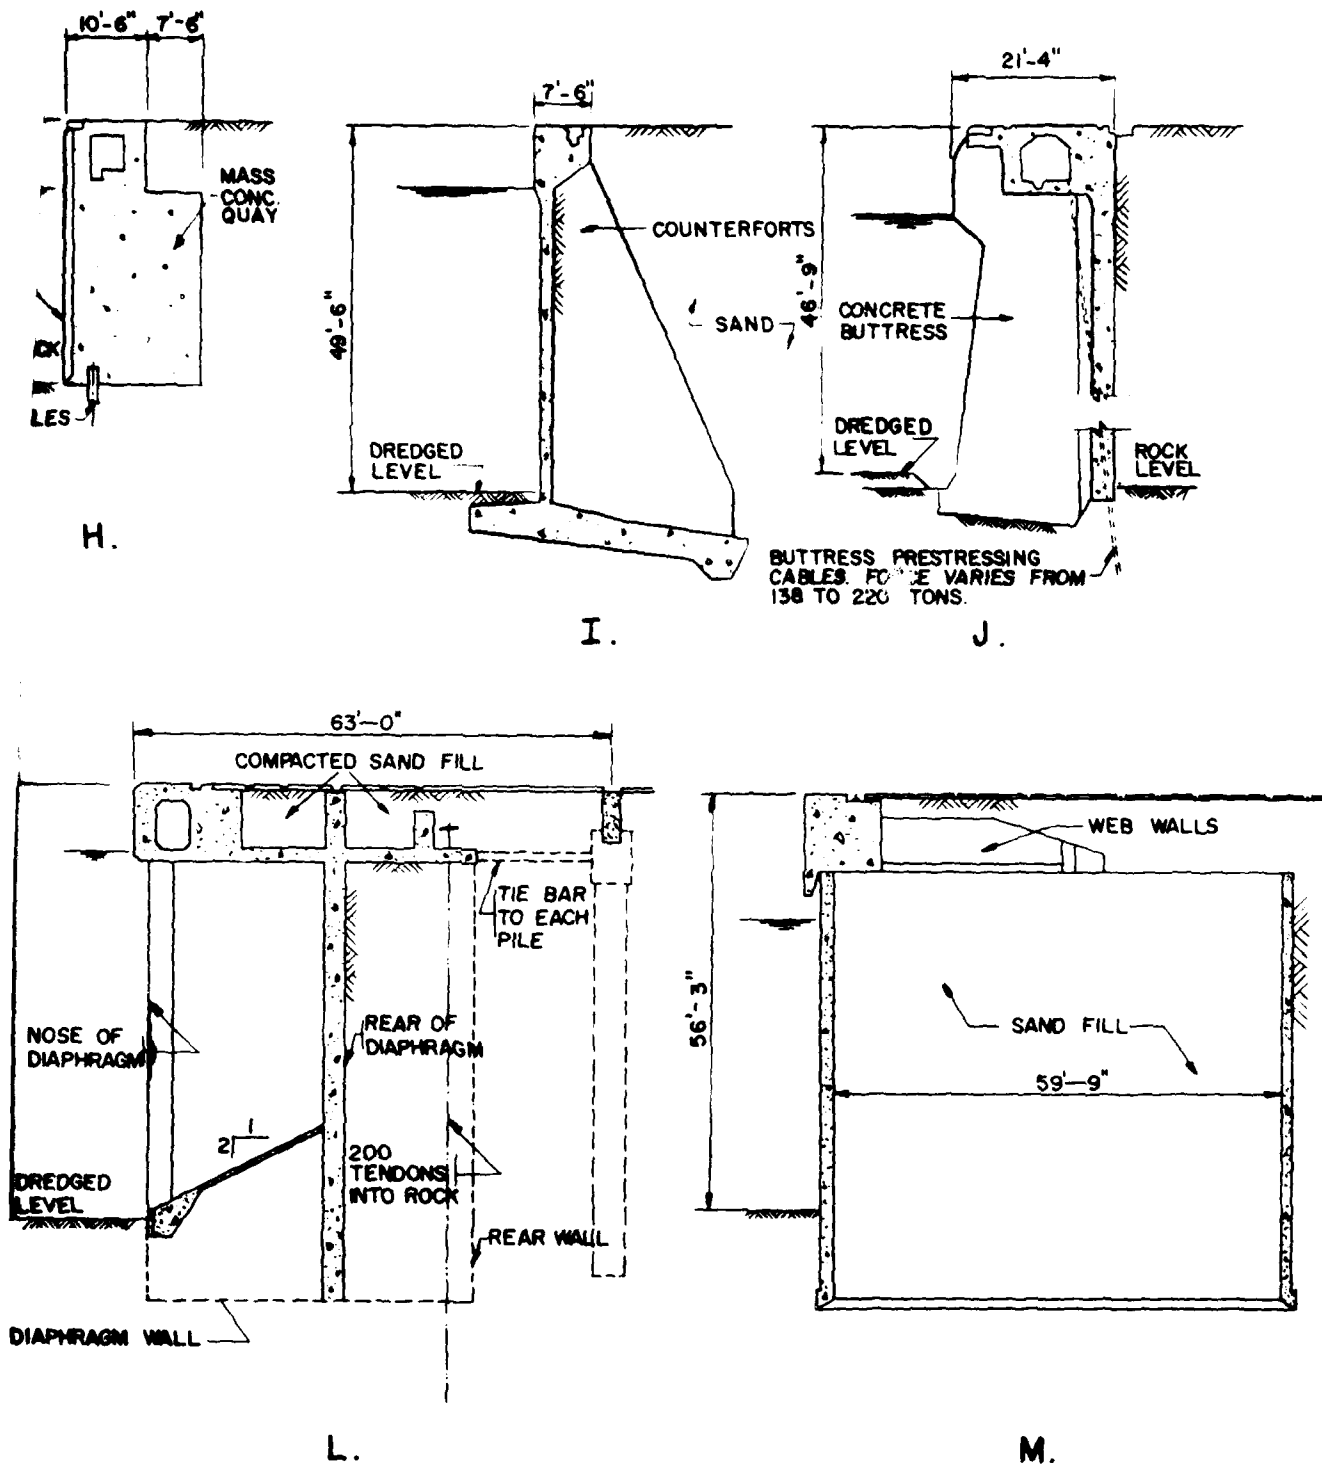 10'-6" 7'-6"
MASS
CONC.
QUAY
CK
LES
H.
7'-6"
49'-6"
COUNTERFORTS
SAND
DREDGED
LEVEL
I.
21'-4"
46'-9"
CONCRETE
BUTTRESS
DREDGED
LEVEL
ROCK
LEVEL
BUTTRESS PRESTRESSING
CABLES. VARIES FROM
138 TO 220 TONS.
J.
63'-0"
COMPACTED SAND FILL
TIE BAR
TO EACH
PILE
NOSE OF
DIAPHRAGM
REAR OF
DIAPHRAGM
1
2
200
TENDONS
INTO ROCK
DREDGED
LEVEL
REAR WALL
DIAPHRAGM WALL
L.
WEB WALLS
56'-3"
SAND FILL
59'-9"
M.